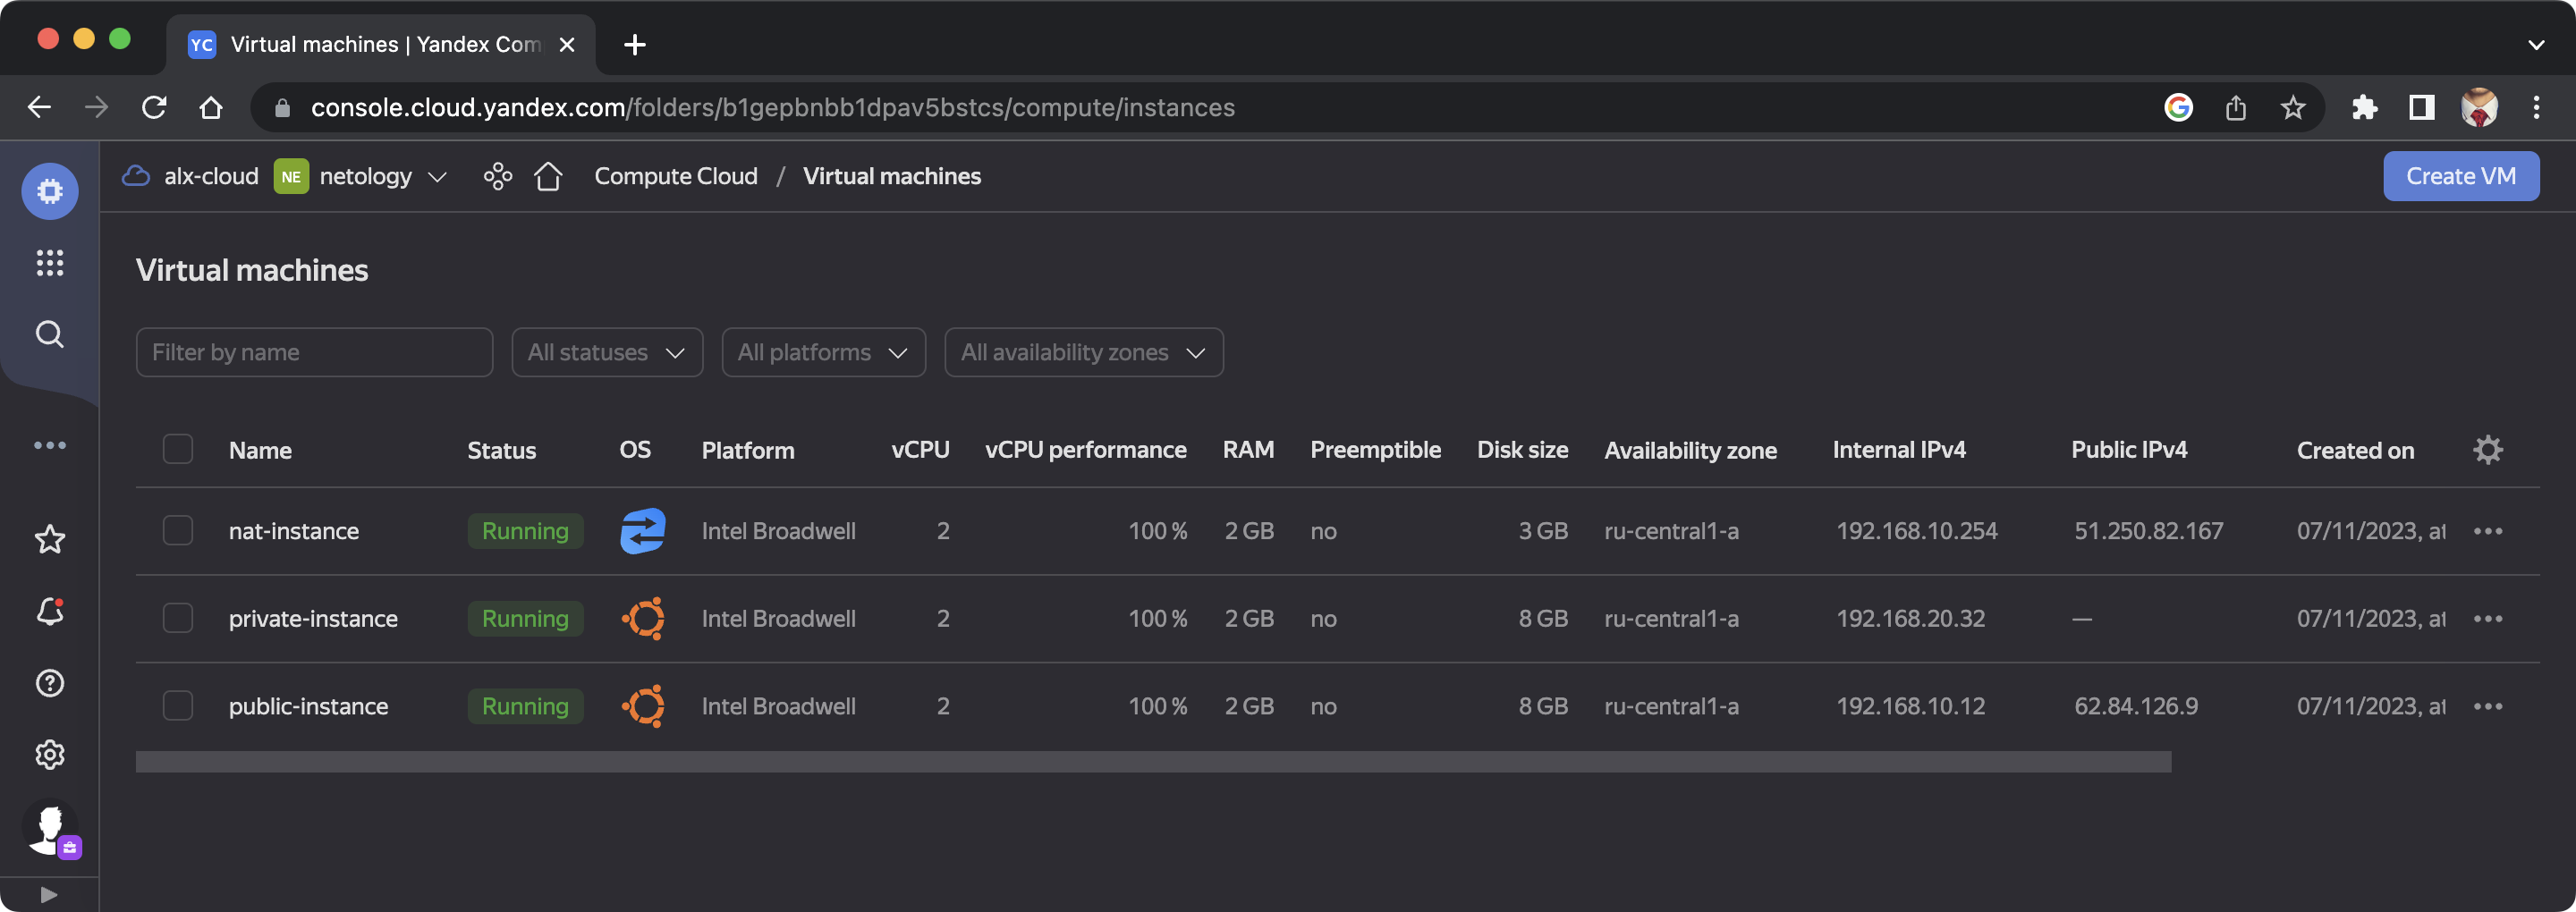 YC Virtual machines | Yandex Com
console.cloud.yandex.com/folders/b1gepbnbb1dpav5bstcs/compute/instances
alx-cloud NE netology Compute Cloud / Virtual machines Create VM
Virtual machines
Filter by name All statuses All platforms All availability zones
Name Status OS Platform vCPU vCPU performance RAM Preemptible Disk size Availability zone Internal IPv4 Public IPv4 Created on
nat-instance Running Intel Broadwell 2 100 % 2 GB no 3 GB ru-central1-a 192.168.10.254 51.250.82.167 07/11/2023, at
private-instance Running Intel Broadwell 2 100 % 2 GB no 8 GB ru-central1-a 192.168.20.32 — 07/11/2023, at
public-instance Running Intel Broadwell 2 100 % 2 GB no 8 GB ru-central1-a 192.168.10.12 62.84.126.9 07/11/2023, at